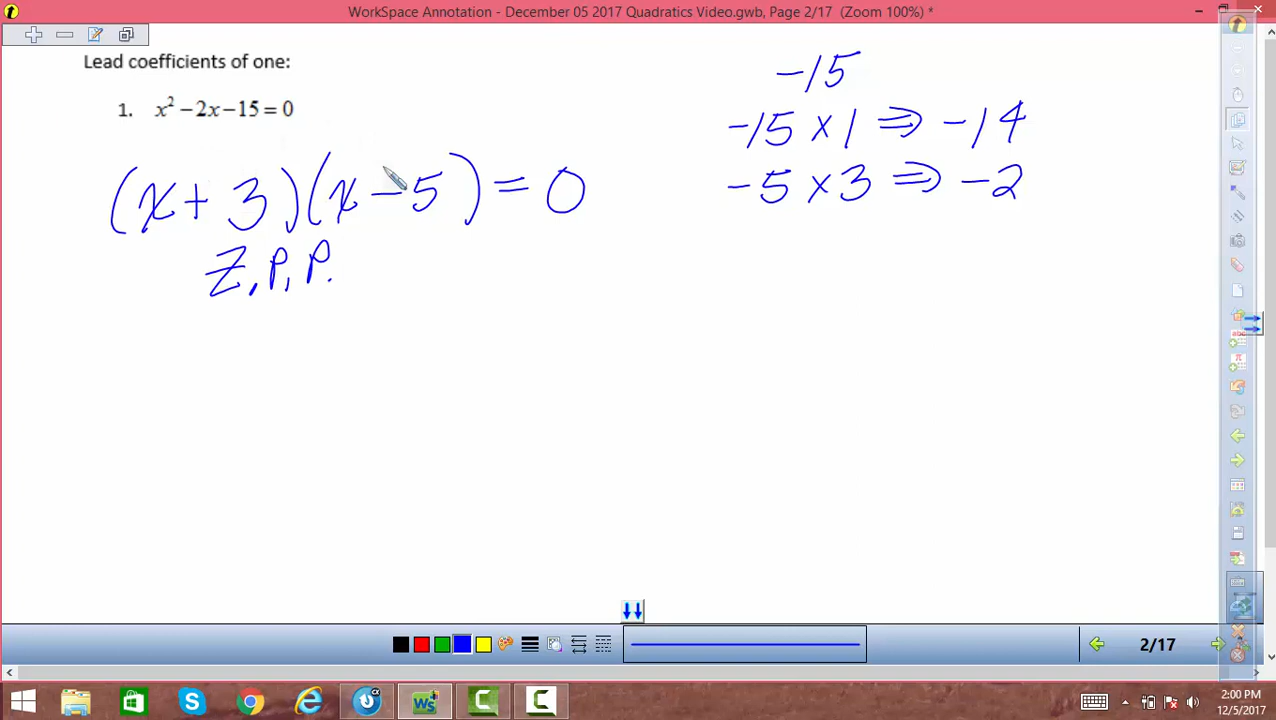 WorkSpace Annotation - December 05 2017 Quadratics Video.gwb, Page 2/17 (Zoom 100%) *
Lead coefficients of one:
1. x² − 2x − 15 = 0
(x + 3)(x − 5) = 0
Z.P.P.
-15
-15 × 1 ⇒ -14
-5 × 3 ⇒ -2
2/17
2:00 PM
12/5/2017